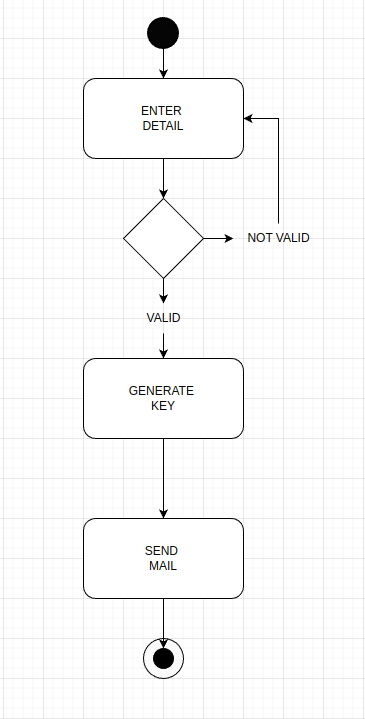 ENTER
DETAIL
NOT VALID
VALID
GENERATE
KEY
SEND
MAIL